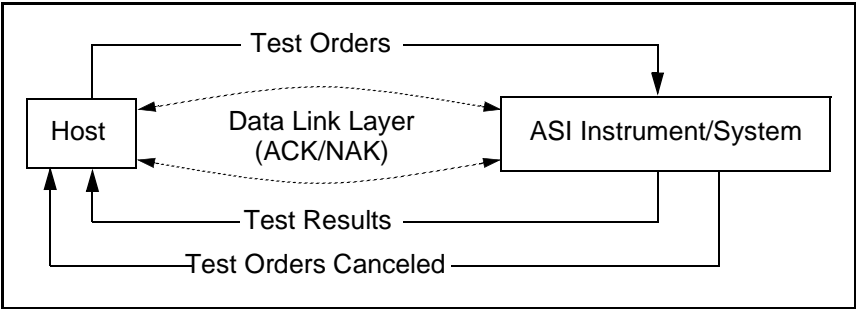 Test Orders
Host
Data Link Layer
(ACK/NAK)
ASI Instrument/System
Test Results
Test Orders Canceled